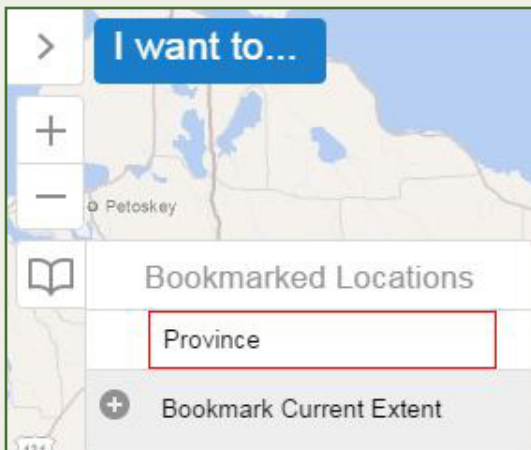 I want to...
Petoskey
Bookmarked Locations
Province
Bookmark Current Extent